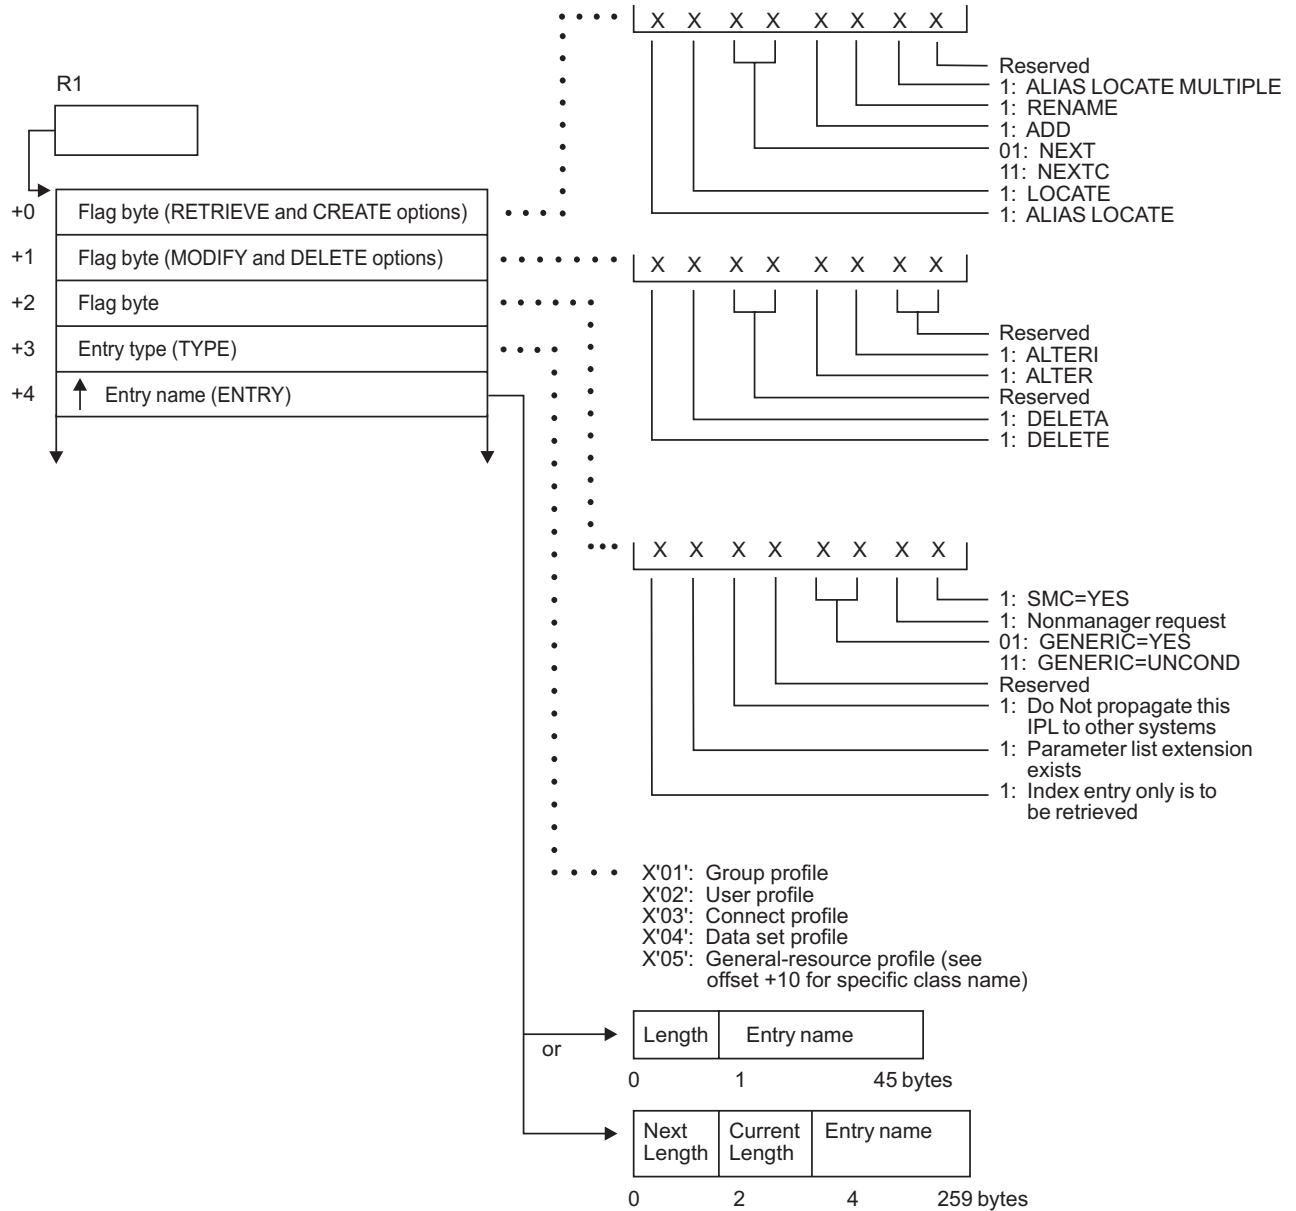 X X X X X X X X
Reserved
1: ALIAS LOCATE MULTIPLE
1: RENAME
1: ADD
01: NEXT
11: NEXTC
1: LOCATE
1: ALIAS LOCATE
R1
+0 Flag byte (RETRIEVE and CREATE options)
+1 Flag byte (MODIFY and DELETE options)
+2 Flag byte
+3 Entry type (TYPE)
+4 Entry name (ENTRY)
X X X X X X X X
Reserved
1: ALTERI
1: ALTER
Reserved
1: DELETA
1: DELETE
X X X X X X X X
1: SMC=YES
1: Nonmanager request
01: GENERIC=YES
11: GENERIC=UNCOND
Reserved
1: Do Not propagate this
IPL to other systems
1: Parameter list extension
exists
1: Index entry only is to
be retrieved
X'01': Group profile
X'02': User profile
X'03': Connect profile
X'04': Data set profile
X'05': General-resource profile (see
offset +10 for specific class name)
or
Length Entry name
0 1 45 bytes
Next Current Entry name
Length Length
0 2 4 259 bytes